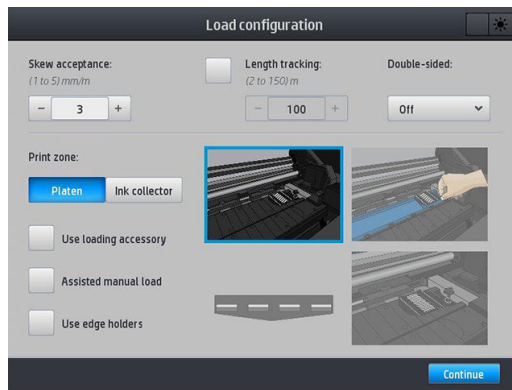 Load configuration
Skew acceptance:
(1 to 5) mm/m
− 3 +
Length tracking:
(2 to 150) m
− 100 +
Double-sided:
Off
Print zone:
Platen
Ink collector
Use loading accessory
Assisted manual load
Use edge holders
Continue